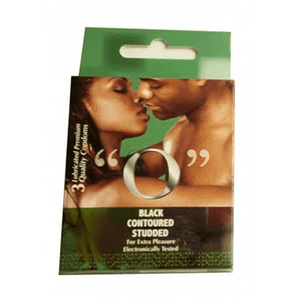 "O"
3 Lubricated Premium
Quality Condoms
BLACK
CONTOURED
STUDDED
For Extra Pleasure
Electronically Tested